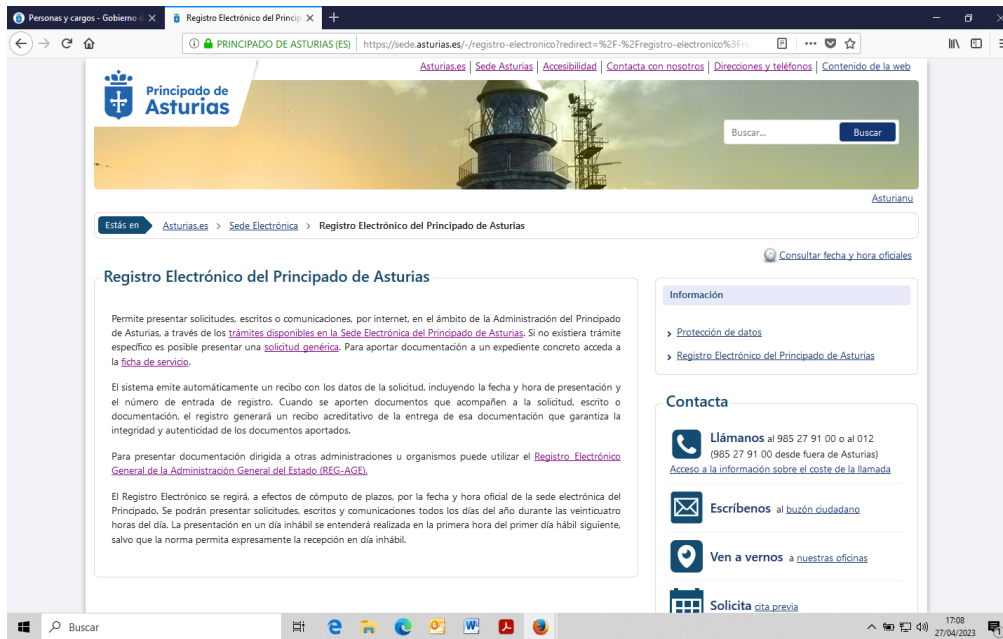 Personas y cargos - Gobierno d
Registro Electrónico del Princip
PRINCIPADO DE ASTURIAS (ES)
https://sede.asturias.es/-/registro-electronico?redirect=%2F-%2Fregistro-electronico%3Fre
Asturias.es | Sede Asturias | Accesibilidad | Contacta con nosotros | Direcciones y teléfonos | Contenido de la web
Principado de
Asturias
Buscar...
Buscar
Asturianu
Estás en
Asturias.es > Sede Electrónica > Registro Electrónico del Principado de Asturias
Consultar fecha y hora oficiales
Registro Electrónico del Principado de Asturias
Permite presentar solicitudes, escritos o comunicaciones, por internet, en el ámbito de la Administración del Principado
de Asturias, a través de los trámites disponibles en la Sede Electrónica del Principado de Asturias. Si no existiera trámite
específico es posible presentar una solicitud genérica. Para aportar documentación a un expediente concreto acceda a
la ficha de servicio.
El sistema emite automáticamente un recibo con los datos de la solicitud, incluyendo la fecha y hora de presentación y
el número de entrada de registro. Cuando se aporten documentos que acompañen a la solicitud, escrito o
documentación, el registro generará un recibo acreditativo de la entrega de esa documentación que garantiza la
integridad y autenticidad de los documentos aportados.
Para presentar documentación dirigida a otras administraciones u organismos puede utilizar el Registro Electrónico
General de la Administración General del Estado (REG-AGE).
El Registro Electrónico se regirá, a efectos de cómputo de plazos, por la fecha y hora oficial de la sede electrónica del
Principado. Se podrán presentar solicitudes, escritos y comunicaciones todos los días del año durante las veinticuatro
horas del día. La presentación en un día inhábil se entenderá realizada en la primera hora del primer día hábil siguiente,
salvo que la norma permita expresamente la recepción en día inhábil.
Información
Protección de datos
Registro Electrónico del Principado de Asturias
Contacta
Llámanos al 985 27 91 00 o al 012
(985 27 91 00 desde fuera de Asturias)
Acceso a la información sobre el coste de la llamada
Escríbenos al buzón ciudadano
Ven a vernos a nuestras oficinas
Solicita cita previa
Buscar
17:08
27/04/2023